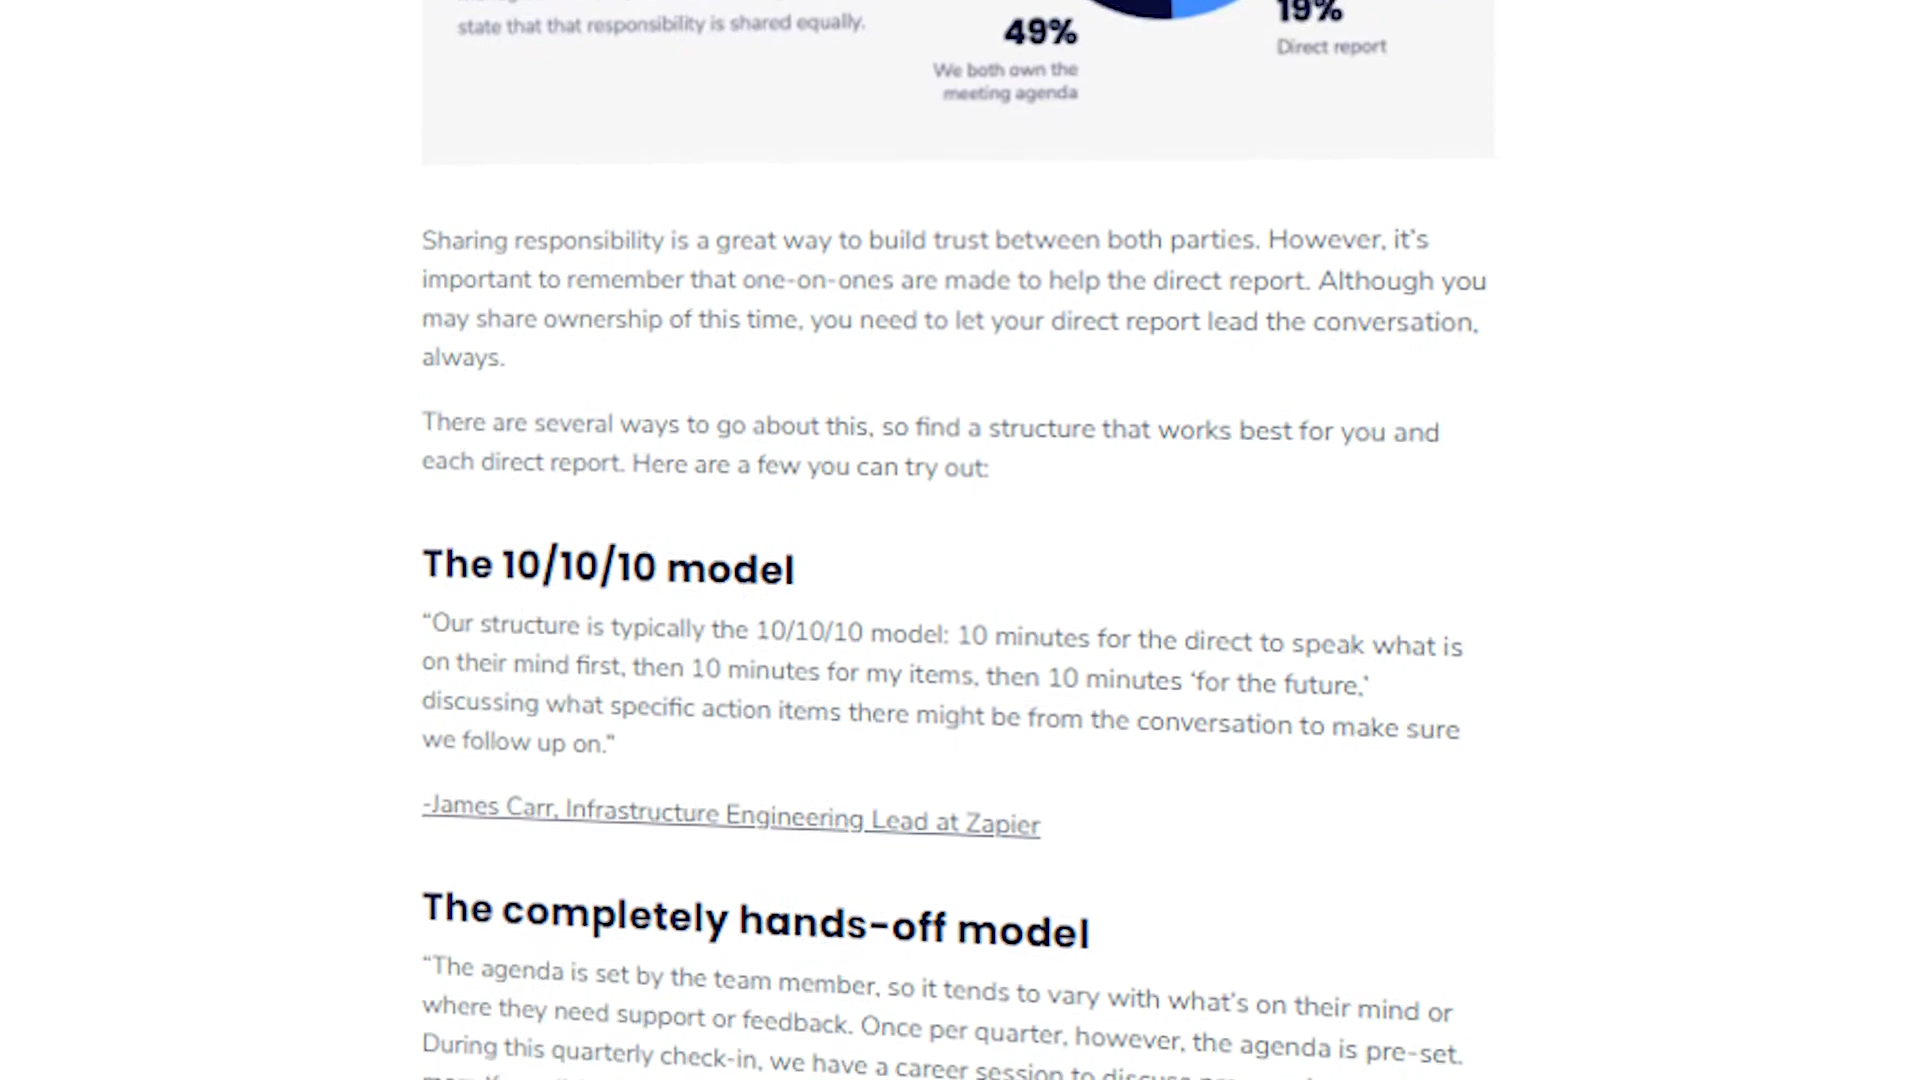 state that that responsibility is shared equally.
49%
We both own the
meeting agenda
19%
Direct report
Sharing responsibility is a great way to build trust between both parties. However, it’s
important to remember that one-on-ones are made to help the direct report. Although you
may share ownership of this time, you need to let your direct report lead the conversation,
always.
There are several ways to go about this, so find a structure that works best for you and
each direct report. Here are a few you can try out:
The 10/10/10 model
“Our structure is typically the 10/10/10 model: 10 minutes for the direct to speak what is
on their mind first, then 10 minutes for my items, then 10 minutes ‘for the future,’
discussing what specific action items there might be from the conversation to make sure
we follow up on.”
-James Carr, Infrastructure Engineering Lead at Zapier
The completely hands-off model
“The agenda is set by the team member, so it tends to vary with what’s on their mind or
where they need support or feedback. Once per quarter, however, the agenda is pre-set.
During this quarterly check-in, we have a career session to discuss